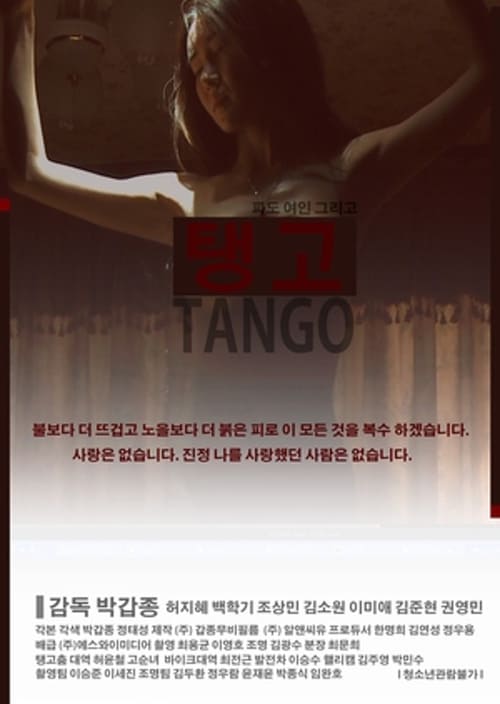 파도 여인 그리고
탱고
TANGO
불보다 더 뜨겁고 노을보다 더 붉은 피로 이 모든 것을 복수 하겠습니다.
사랑은 없습니다. 진정 나를 사랑했던 사람은 없습니다.
감독 박갑종 허지혜 백학기 조상민 김소원 이미애 김준현 권영민
각본 각색 박갑종 정태성 제작 (주) 갑종무비필름 (주) 알앤씨유 프로듀서 한명희 김연성 정우용
배급 (주)에스와이미디어 촬영 최용균 이영호 조명 김광수 분장 최문희
탱고춤 대역 허윤철 고순녀 바이크대역 최전근 발전차 이승수 헬리캠 김주영 박민수
촬영팀 이승준 이세진 조명팀 김두환 정우람 윤재윤 박종식 임완호 l 청소년관람불가 l